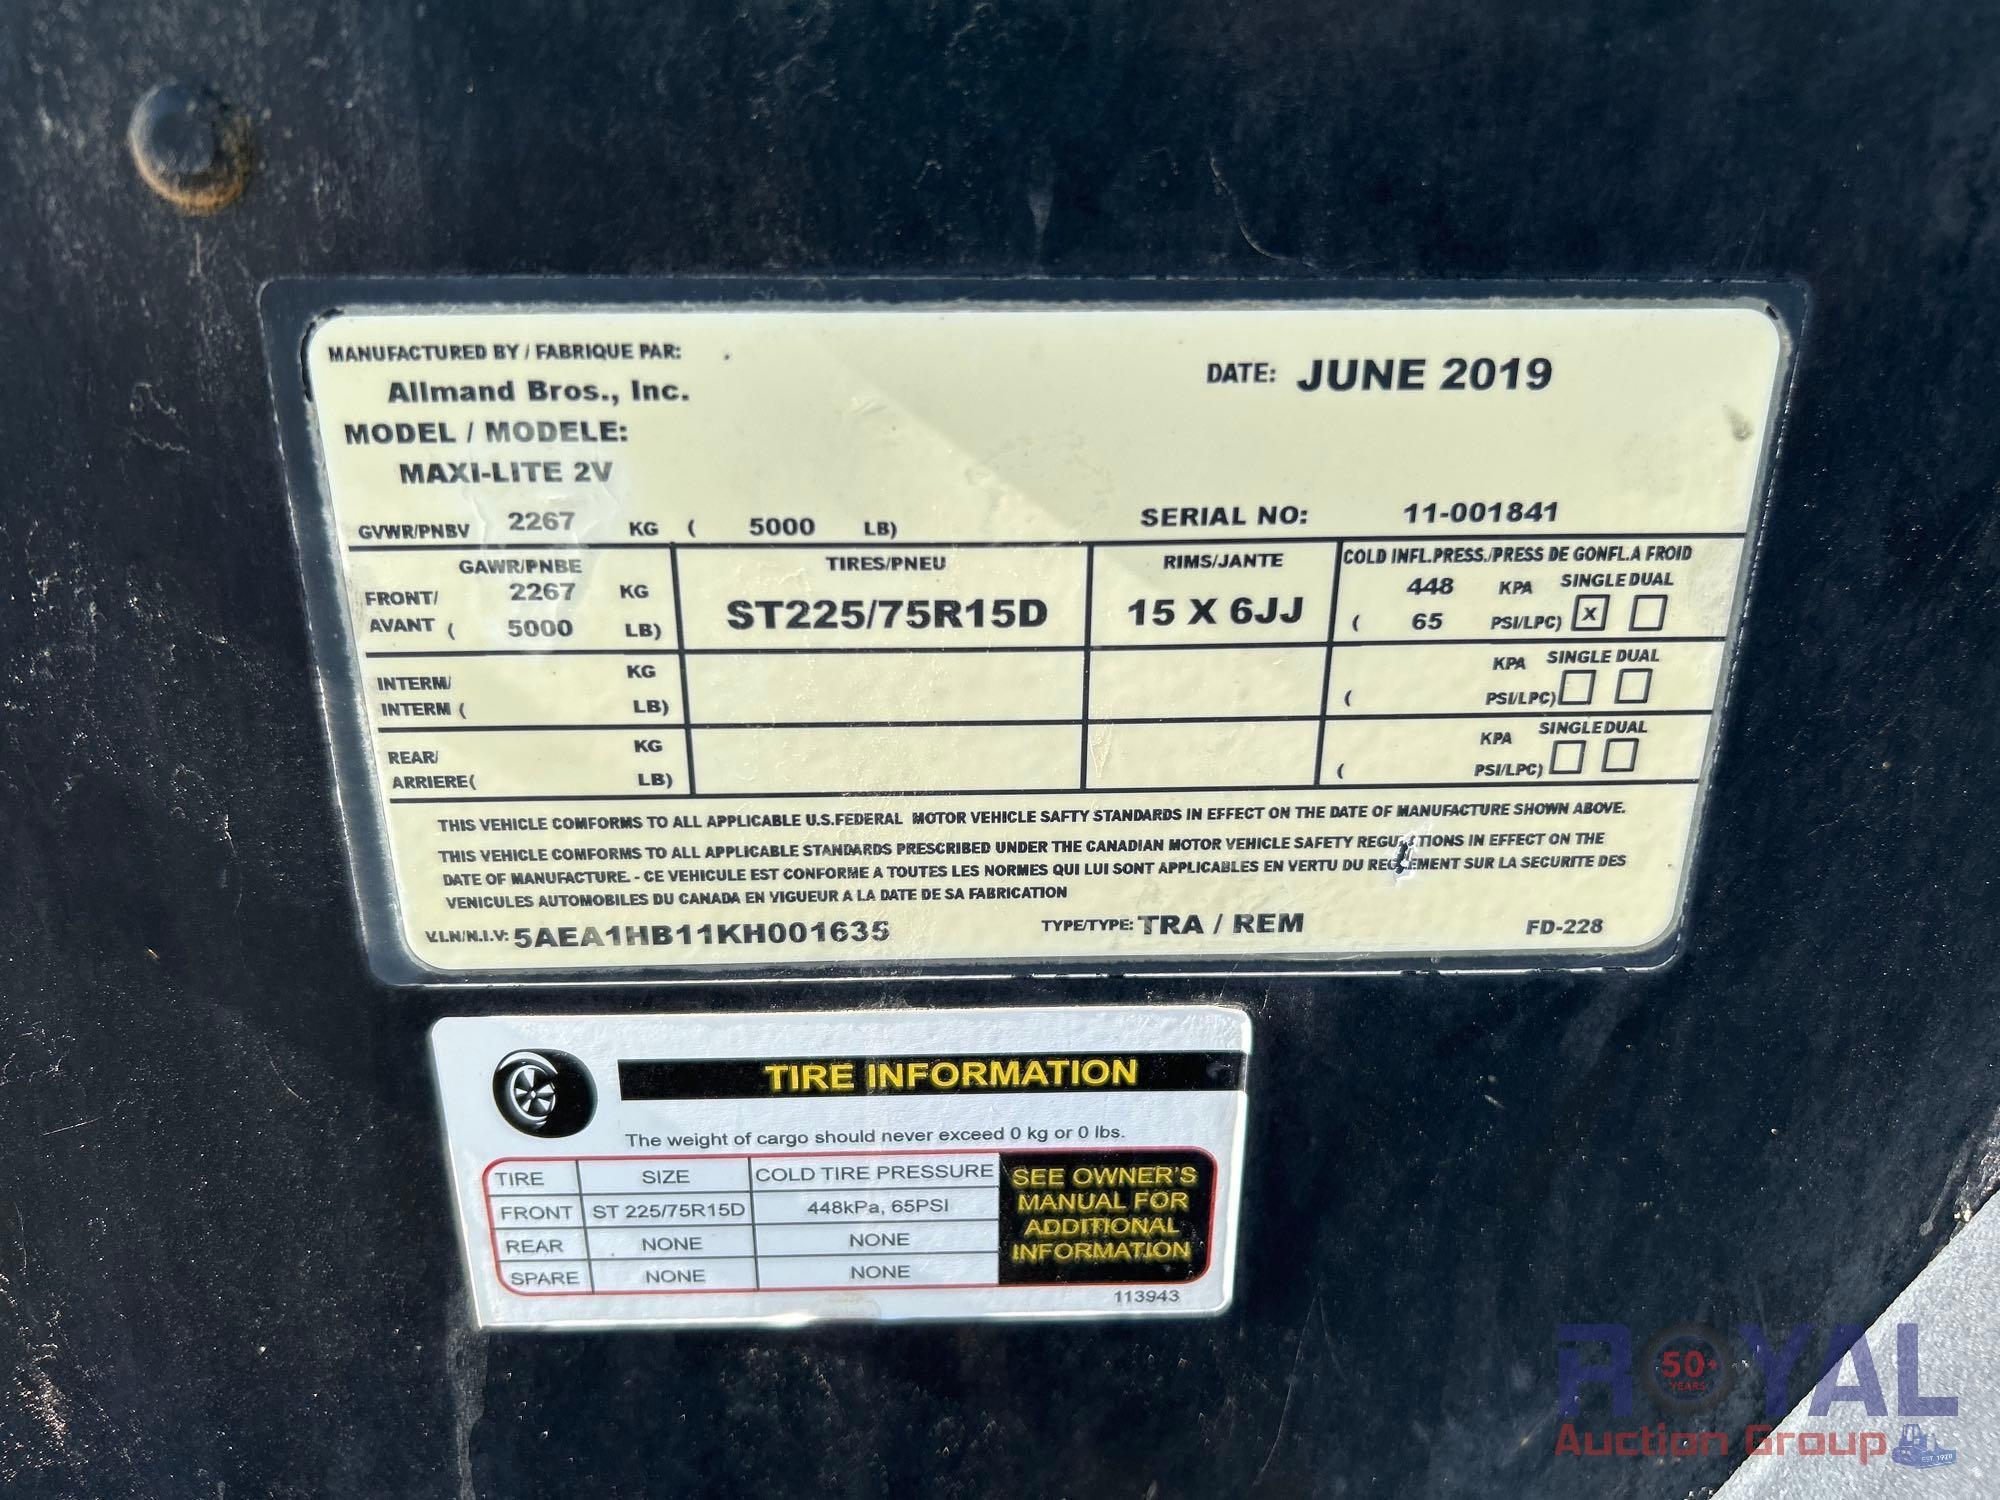 MANUFACTURED BY / FABRIQUE PAR:
Allmand Bros., Inc.
DATE: JUNE 2019
MODEL / MODELE:
MAXI-LITE 2V
GVWR/PNBV 2267 KG ( 5000 LB) SERIAL NO: 11-001841
GAWR/PNBE TIRES/PNEU RIMS/JANTE COLD INFL.PRESS./PRESS DE GONFL.A FROID
FRONT/ 2267 KG ST225/75R15D 15 X 6JJ 448 KPA SINGLE DUAL
AVANT ( 5000 LB) ( 65 PSI/LPC) X
INTERM/ KG KPA SINGLE DUAL
INTERM ( LB) ( PSI/LPC)
REAR/ KG KPA SINGLE DUAL
ARRIERE( LB) ( PSI/LPC)
THIS VEHICLE COMFORMS TO ALL APPLICABLE U.S.FEDERAL MOTOR VEHICLE SAFTY STANDARDS IN EFFECT ON THE DATE OF MANUFACTURE SHOWN ABOVE.
THIS VEHICLE COMFORMS TO ALL APPLICABLE STANDARDS PRESCRIBED UNDER THE CANADIAN MOTOR VEHICLE SAFETY IN EFFECT ON THE
DATE OF MANUFACTURE. - CE VEHICULE EST CONFORME A TOUTES LES NORMES QUI LUI SONT APPLICABLES EN VERTU DU SUR LA SECURITE DES
VENICULES AUTOMOBILES DU CANADA EN VIGUEUR A LA DATE DE SA FABRICATION
V.I.N/N.I.V: 5AEA1HB11KH001635 TYPE/TYPE: TRA / REM FD-228
TIRE INFORMATION
The weight of cargo should never exceed 0 kg or 0 lbs.
TIRE SIZE COLD TIRE PRESSURE
FRONT ST 225/75R15D 448kPa, 65PSI
REAR NONE NONE
SPARE NONE NONE
SEE OWNER'S
MANUAL FOR
ADDITIONAL
INFORMATION
113943
ROYAL
50+
YEARS
Auction Group
EST. 1970